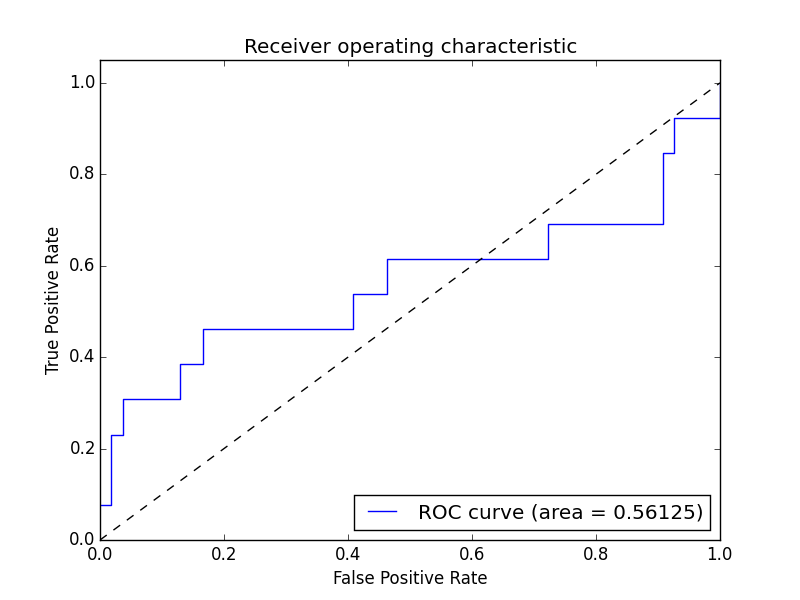 Receiver operating characteristic
True Positive Rate
1.0
0.8
0.6
0.4
0.2
0.0
ROC curve (area = 0.56125)
0.0 0.2 0.4 0.6 0.8 1.0
False Positive Rate